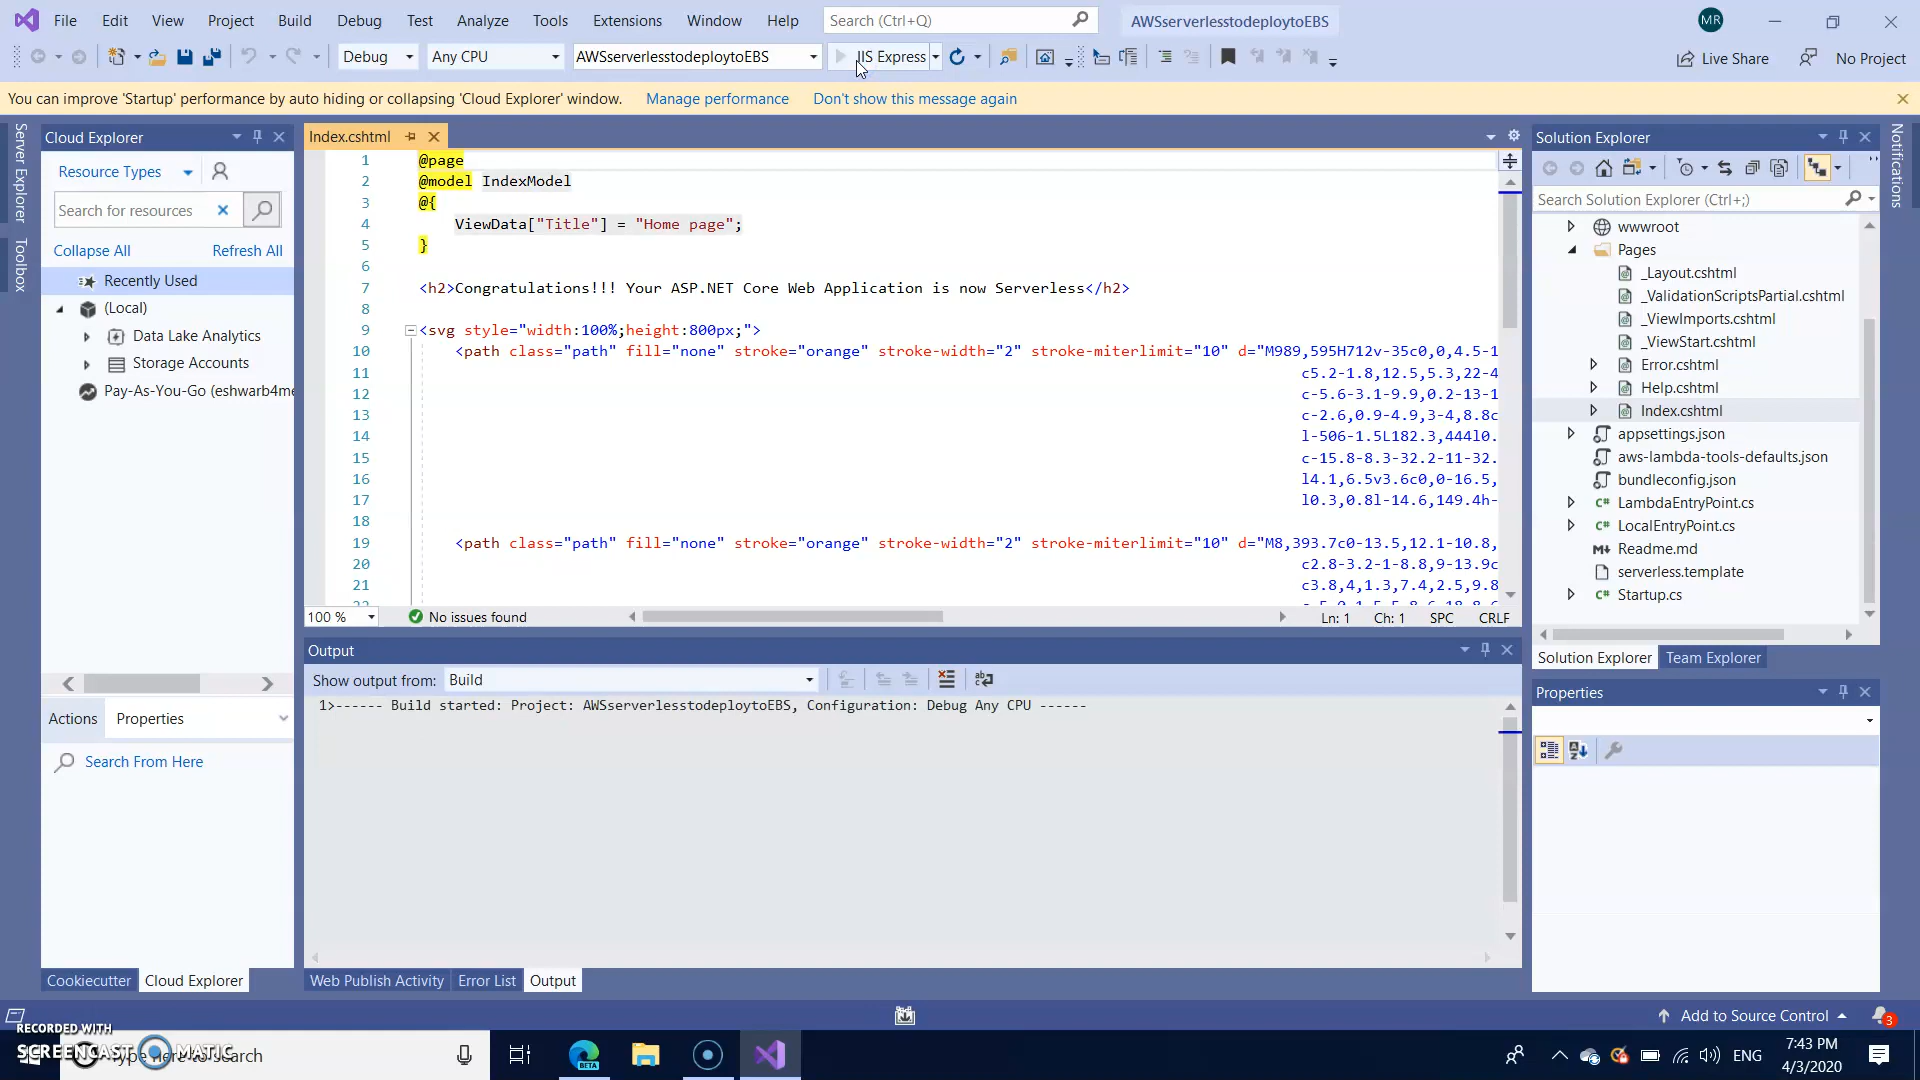 File Edit View Project Build Debug Test Analyze Tools Extensions Window Help Search (Ctrl+Q) AWSserverlesstodeploytoEBS MR
Debug Any CPU AWSserverlesstodeploytoEBS IIS Express Live Share No Project
You can improve 'Startup' performance by auto hiding or collapsing 'Cloud Explorer' window. Manage performance Don't show this message again
Server Explorer
Toolbox
Cloud Explorer
Resource Types
Search for resources
Collapse All Refresh All
Recently Used
(Local)
Data Lake Analytics
Storage Accounts
Pay-As-You-Go (eshwarb4me
Actions Properties
Search From Here
Cookiecutter Cloud Explorer
Index.cshtml
1 @page
2 @model IndexModel
3 @{
4 ViewData["Title"] = "Home page";
5 }
6
7 <h2>Congratulations!!! Your ASP.NET Core Web Application is now Serverless</h2>
8
9 <svg style="width:100%;height:800px;">
10 <path class="path" fill="none" stroke="orange" stroke-width="2" stroke-miterlimit="10" d="M989,595H712v-35c0,0,4.5-1
11 c5.2-1.8,12.5,5.3,22-4
12 c-5.6-3.1-9.9,0.2-13-1
13 c-2.6,0.9-4.9,3-4,8.8c
14 l-506-1.5L182.3,444l0.
15 c-15.8-8.3-32.2-11-32.
16 l4.1,6.5v3.6c0,0-16.5,
17 l0.3,0.8l-14.6,149.4h-
18
19 <path class="path" fill="none" stroke="orange" stroke-width="2" stroke-miterlimit="10" d="M8,393.7c0-13.5,12.1-10.8,
20 c2.8-3.2-1-8.8,9-13.9c
21 c3.8,4,1.3,7.4,2.5,9.8
100 % No issues found Ln: 1 Ch: 1 SPC CRLF
Output
Show output from: Build
1>------ Build started: Project: AWSserverlesstodeploytoEBS, Configuration: Debug Any CPU ------
Web Publish Activity Error List Output
Solution Explorer
Search Solution Explorer (Ctrl+;)
wwwroot
Pages
_Layout.cshtml
_ValidationScriptsPartial.cshtml
_ViewImports.cshtml
_ViewStart.cshtml
Error.cshtml
Help.cshtml
Index.cshtml
appsettings.json
aws-lambda-tools-defaults.json
bundleconfig.json
LambdaEntryPoint.cs
LocalEntryPoint.cs
Readme.md
serverless.template
Startup.cs
Solution Explorer Team Explorer
Properties
Notifications
Add to Source Control 3
RECORDED WITH
SCREENCAST MATIC
Type here to search
BETA
ENG
7:43 PM
4/3/2020